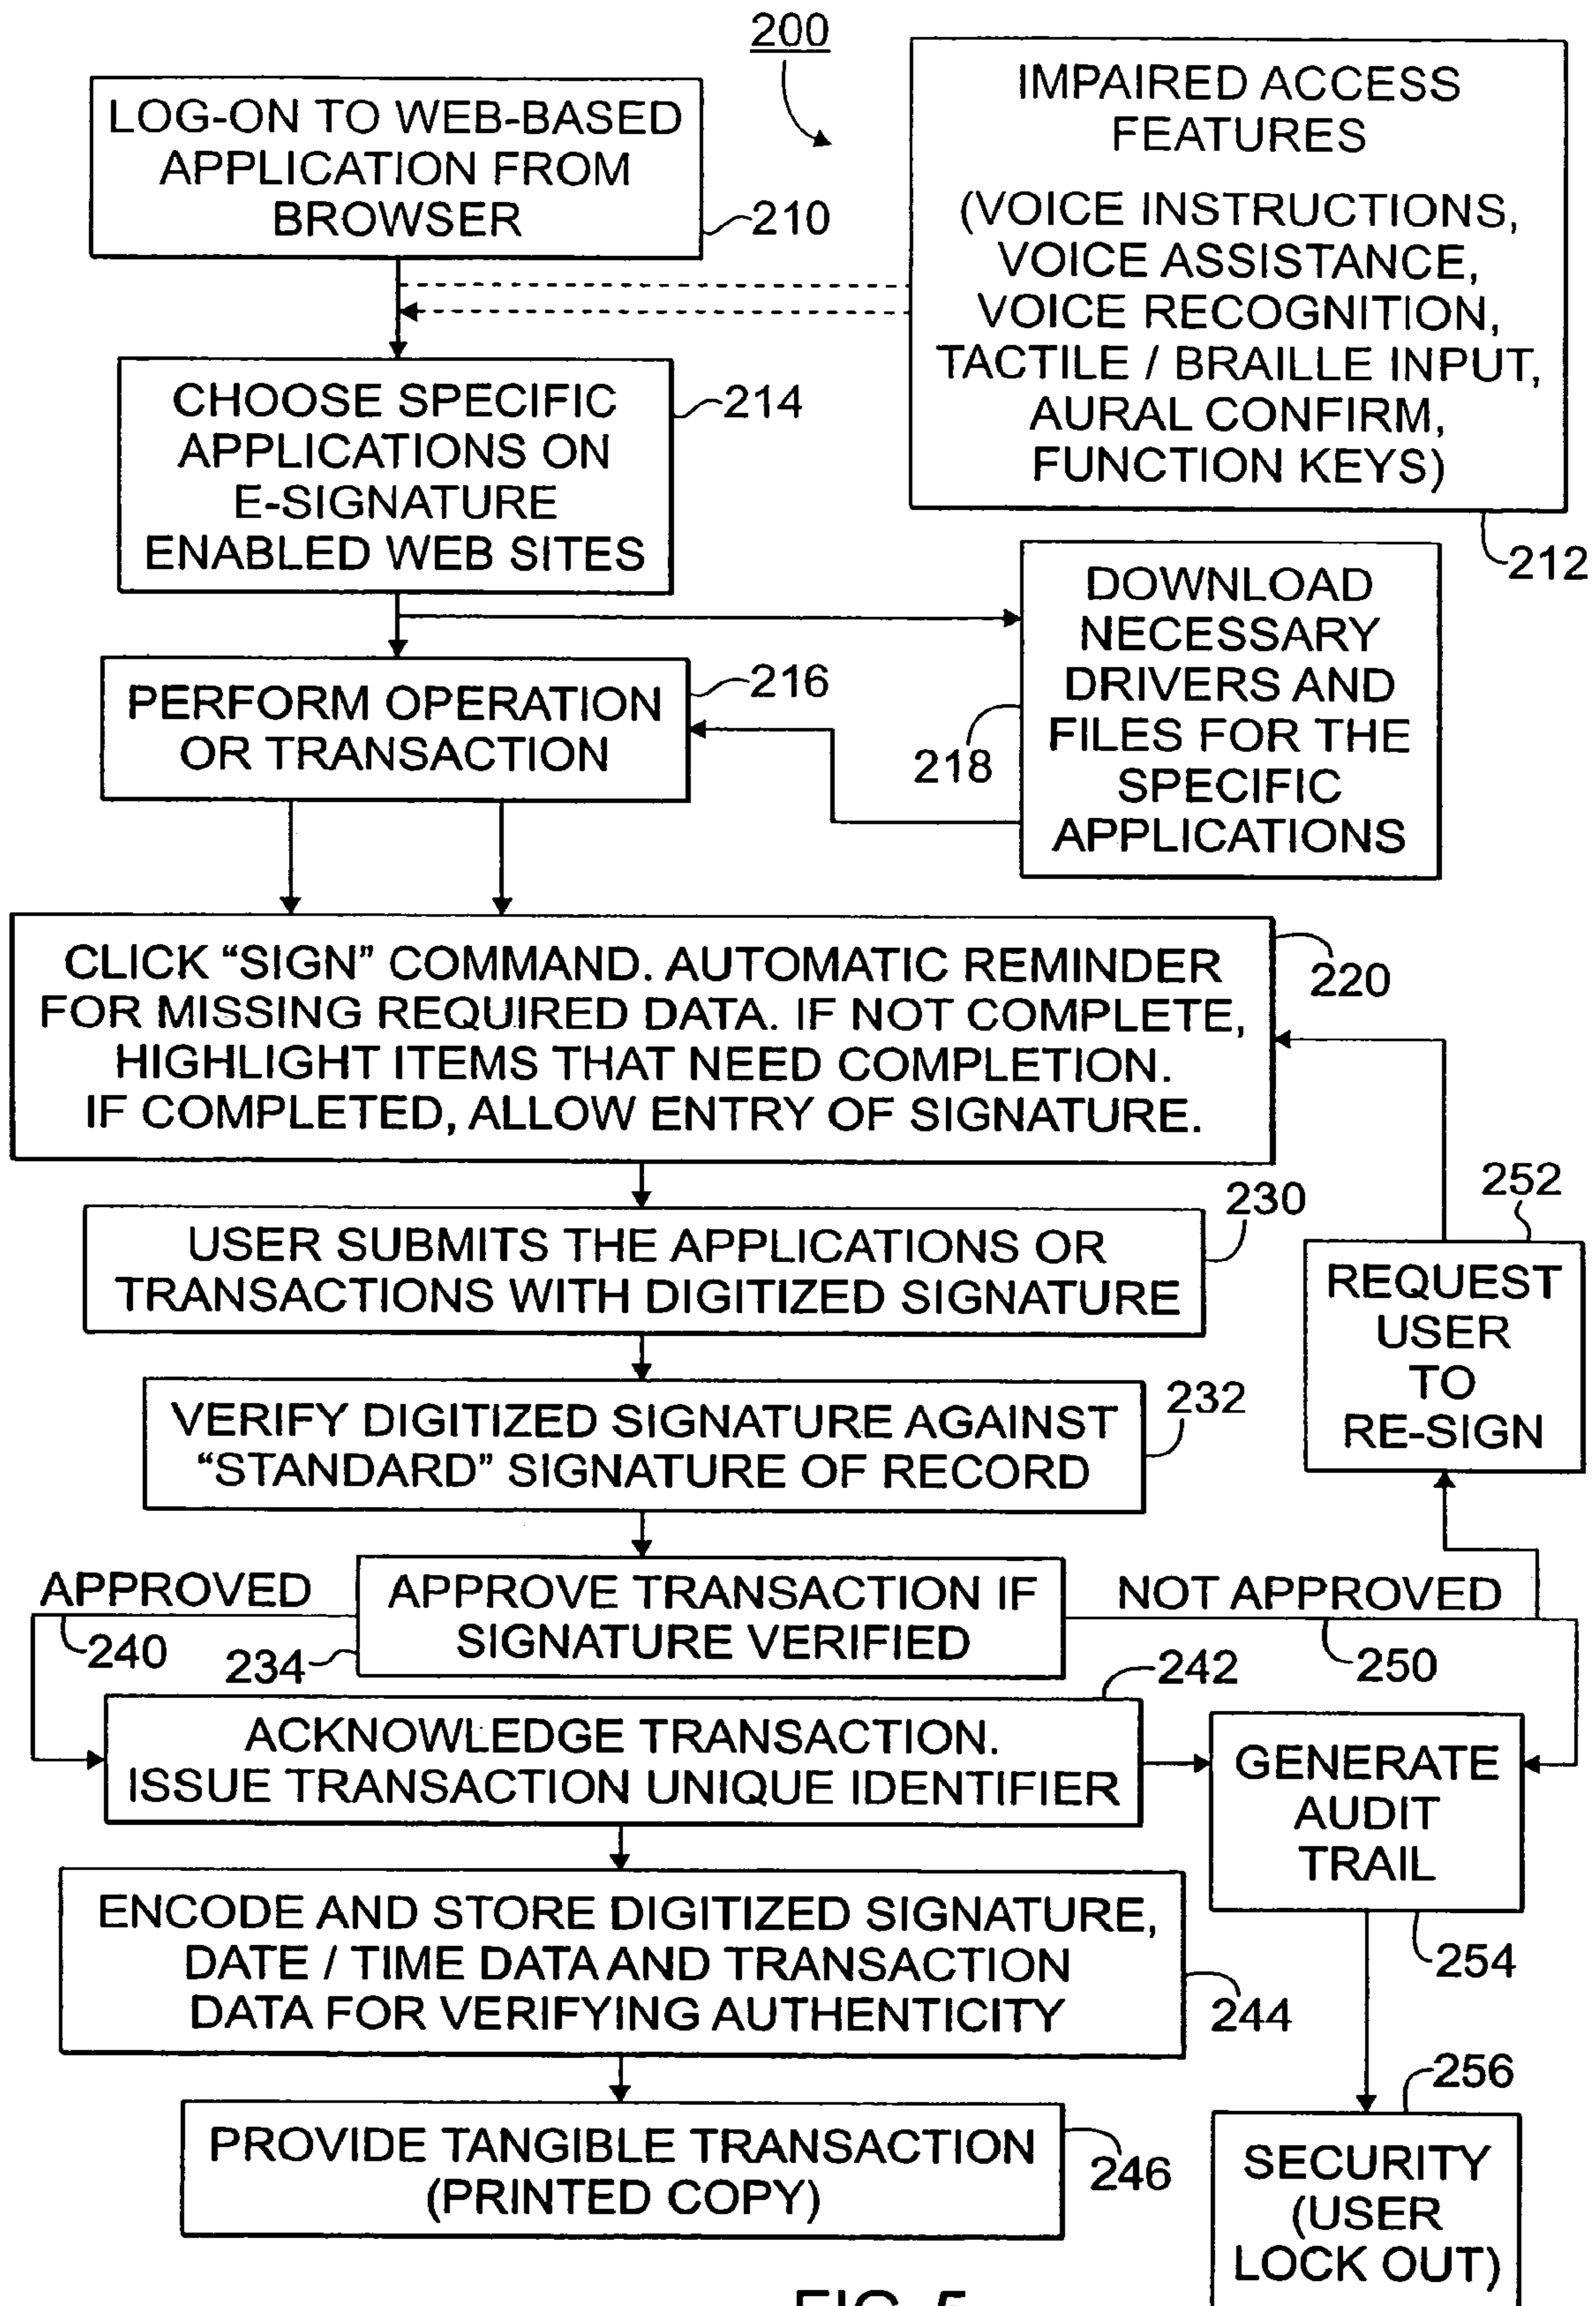 200
LOG-ON TO WEB-BASED
APPLICATION FROM
BROWSER
210
IMPAIRED ACCESS
FEATURES
(VOICE INSTRUCTIONS,
VOICE ASSISTANCE,
VOICE RECOGNITION,
TACTILE / BRAILLE INPUT,
AURAL CONFIRM,
FUNCTION KEYS)
212
CHOOSE SPECIFIC
APPLICATIONS ON
E-SIGNATURE
ENABLED WEB SITES
214
DOWNLOAD
NECESSARY
DRIVERS AND
FILES FOR THE
SPECIFIC
APPLICATIONS
218
PERFORM OPERATION
OR TRANSACTION
216
CLICK “SIGN” COMMAND. AUTOMATIC REMINDER
FOR MISSING REQUIRED DATA. IF NOT COMPLETE,
HIGHLIGHT ITEMS THAT NEED COMPLETION.
IF COMPLETED, ALLOW ENTRY OF SIGNATURE.
220
USER SUBMITS THE APPLICATIONS OR
TRANSACTIONS WITH DIGITIZED SIGNATURE
230
252
REQUEST
USER
TO
RE-SIGN
VERIFY DIGITIZED SIGNATURE AGAINST
“STANDARD” SIGNATURE OF RECORD
232
APPROVED
240
APPROVE TRANSACTION IF
SIGNATURE VERIFIED
234
NOT APPROVED
250
ACKNOWLEDGE TRANSACTION.
ISSUE TRANSACTION UNIQUE IDENTIFIER
242
GENERATE
AUDIT
TRAIL
254
ENCODE AND STORE DIGITIZED SIGNATURE,
DATE / TIME DATA AND TRANSACTION
DATA FOR VERIFYING AUTHENTICITY
244
PROVIDE TANGIBLE TRANSACTION
(PRINTED COPY)
246
256
SECURITY
(USER
LOCK OUT)
FIG. 5